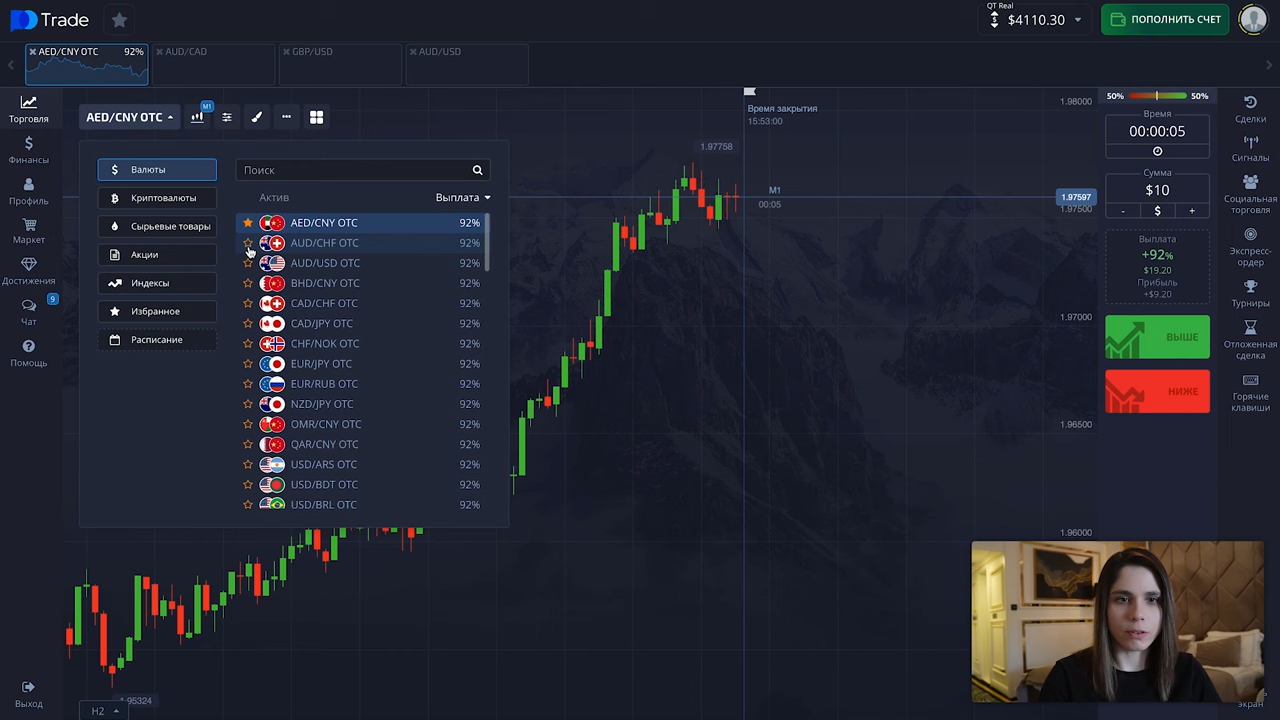 Trade
QT Real
$4110.30
ПОПОЛНИТЬ СЧЕТ
AED/CNY OTC 92%
AUD/CAD
GBP/USD
AUD/USD
Торговля
Финансы
Профиль
Маркет
Достижения
9
Чат
Помощь
Выход
AED/CNY OTC
M1
Валюты
Криптовалюты
Сырьевые товары
Акции
Индексы
Избранное
Расписание
Поиск
Актив Выплата
AED/CNY OTC 92%
AUD/CHF OTC 92%
AUD/USD OTC 92%
BHD/CNY OTC 92%
CAD/CHF OTC 92%
CAD/JPY OTC 92%
CHF/NOK OTC 92%
EUR/JPY OTC 92%
EUR/RUB OTC 92%
NZD/JPY OTC 92%
OMR/CNY OTC 92%
QAR/CNY OTC 92%
USD/ARS OTC 92%
USD/BDT OTC 92%
USD/BRL OTC 92%
H2
Время закрытия
15:53:00
1.97758
M1
00:05
1.98000
1.97597
1.97500
1.97000
1.96500
1.96000
50% 50%
Время
00:00:05
Сумма
$10
- $ +
Выплата
+92%
$19.20
Прибыль
+$9.20
ВЫШЕ
НИЖЕ
Сделки
Сигналы
Социальная
торговля
Экспресс-
ордер
Турниры
Отложенная
сделка
Горячие
клавиши
экран